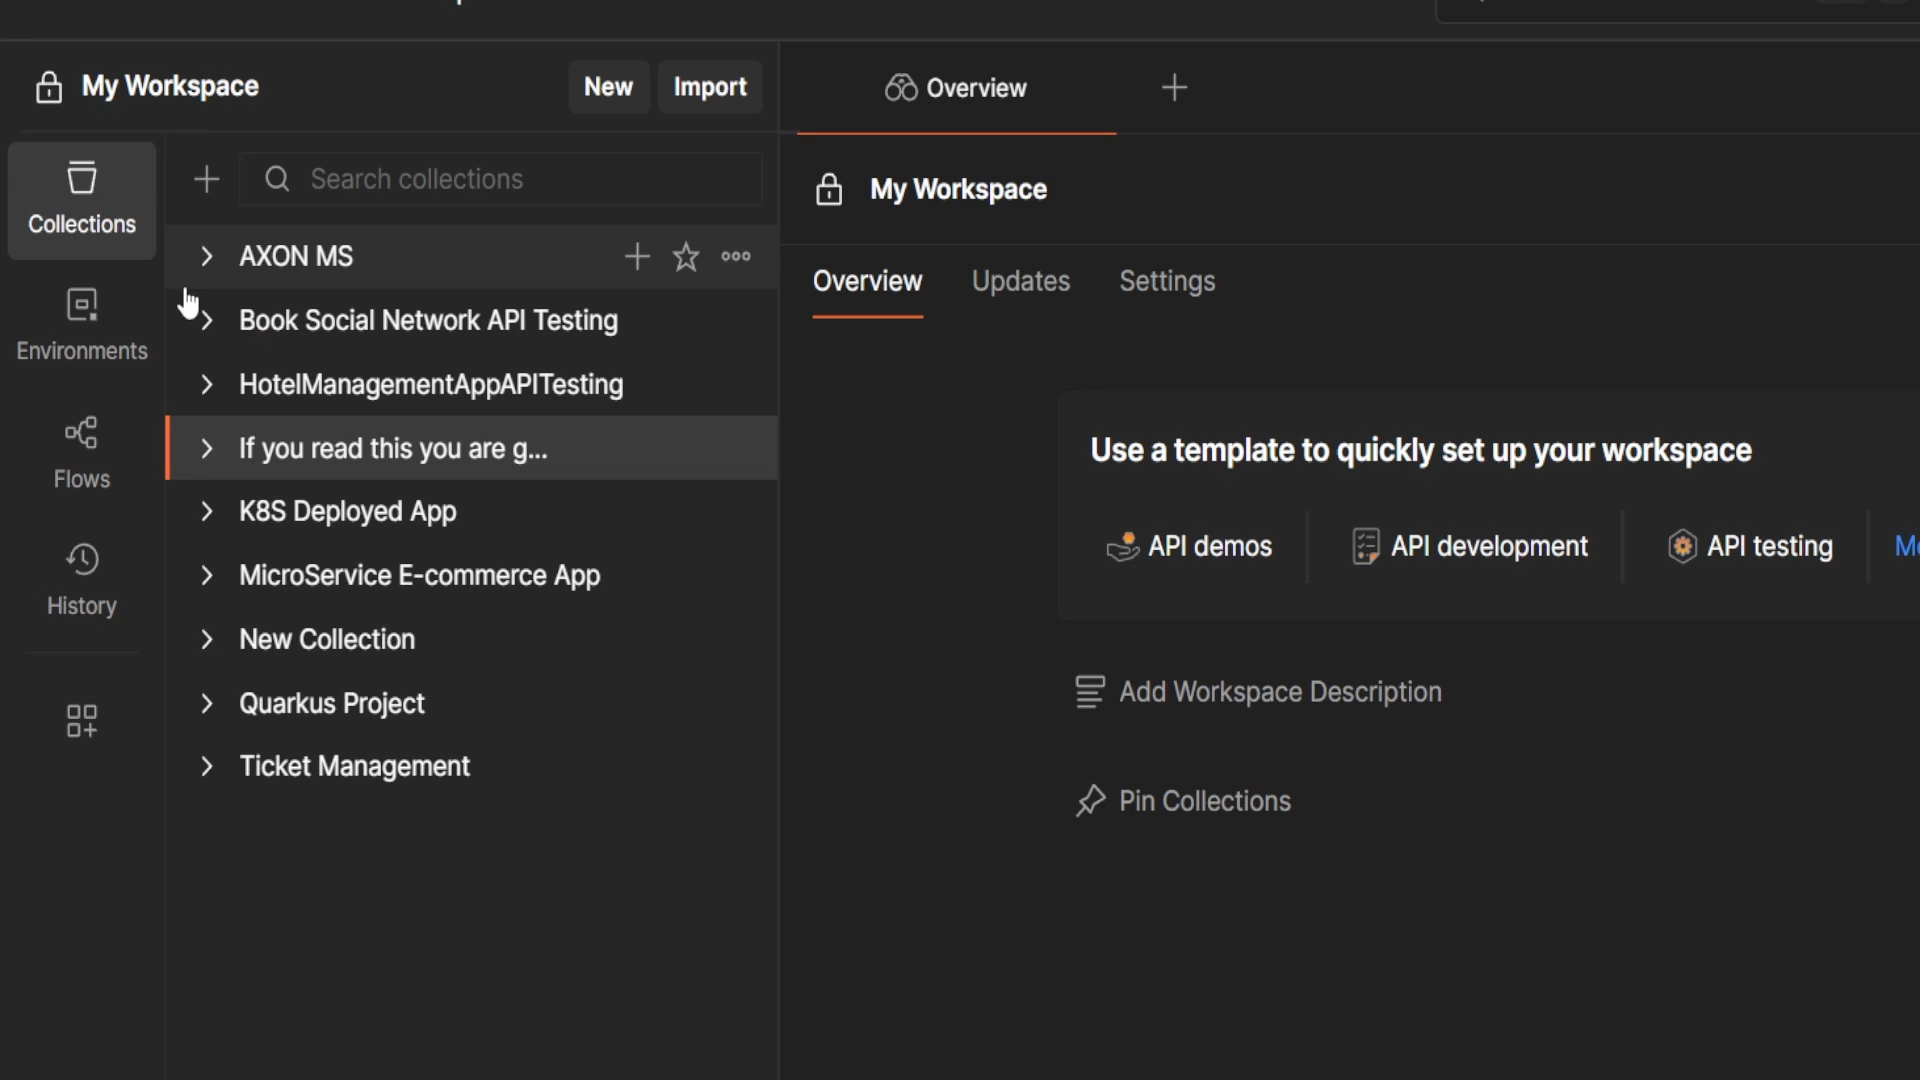 My Workspace
New
Import
Overview
Collections
Search collections
My Workspace
AXON MS
Overview
Updates
Settings
Environments
Book Social Network API Testing
HotelManagementAppAPITesting
Flows
If you read this you are g...
Use a template to quickly set up your workspace
K8S Deployed App
API demos
API development
API testing
History
MicroService E-commerce App
New Collection
Quarkus Project
Add Workspace Description
Ticket Management
Pin Collections